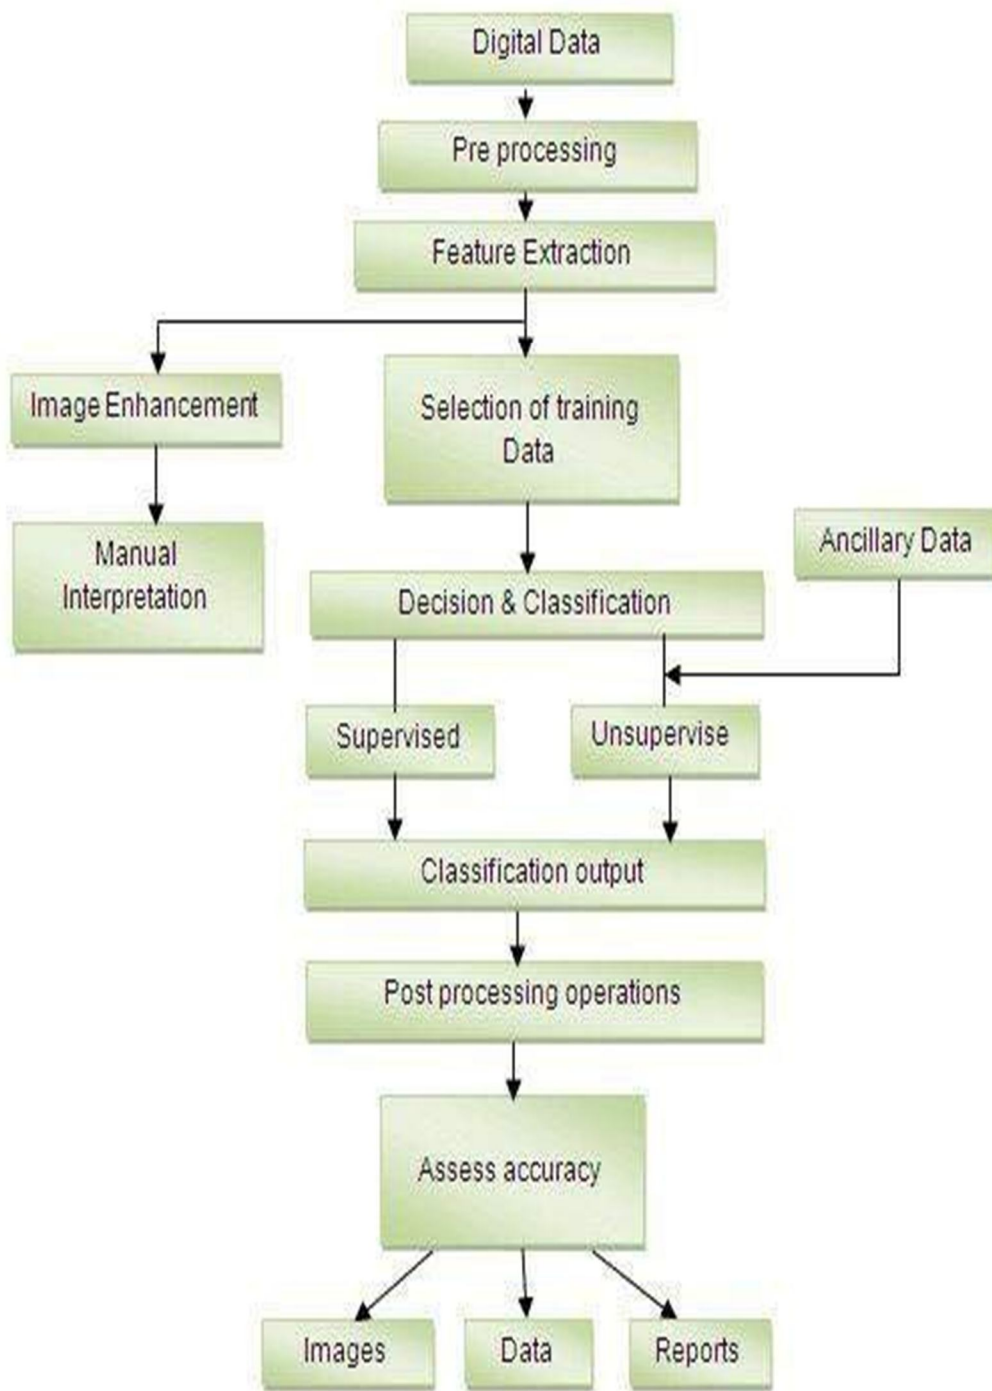 Digital Data
Pre processing
Feature Extraction
Image Enhancement
Selection of training
Data
Manual
Interpretation
Ancillary Data
Decision & Classification
Supervised
Unsupervise
Classification output
Post processing operations
Assess accuracy
Images
Data
Reports